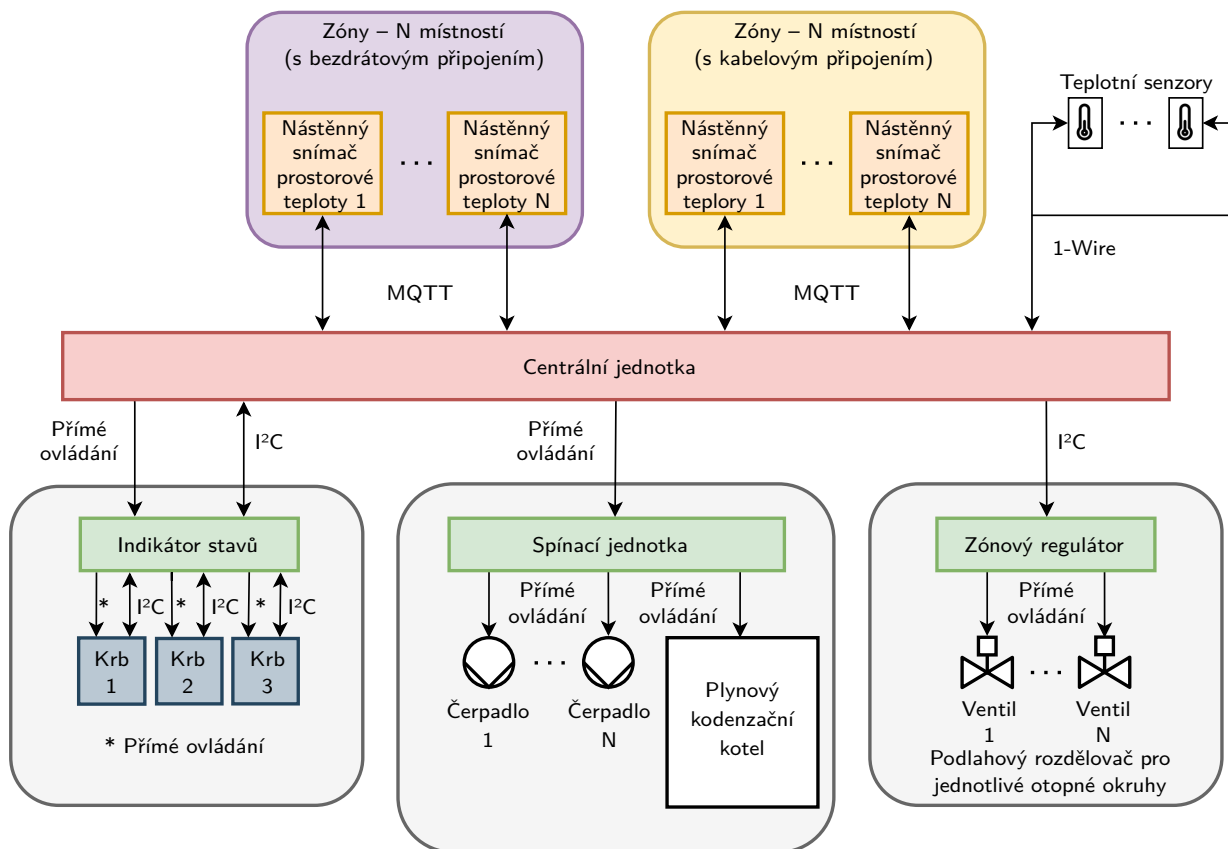 Zóny – N místností
(s bezdrátovým připojením)
Nástěnný
snímač
prostorové
teploty 1
. . .
Nástěnný
snímač
prostorové
teploty N
Zóny – N místností
(s kabelovým připojením)
Nástěnný
snímač
prostorové
teplory 1
. . .
Nástěnný
snímač
prostorové
teploty N
Teplotní senzory
. . .
MQTT
MQTT
1-Wire
Centrální jednotka
Přímé
ovládání
I²C
Přímé
ovládání
I²C
Indikátor stavů
*
I²C
*
I²C
*
I²C
Krb
1
Krb
2
Krb
3
* Přímé ovládání
Spínací jednotka
Přímé
ovládání
Přímé
ovládání
. . .
Čerpadlo
1
Čerpadlo
N
Plynový
kodenzační
kotel
Zónový regulátor
Přímé
ovládání
. . .
Ventil
1
Ventil
N
Podlahový rozdělovač pro
jednotlivé otopné okruhy